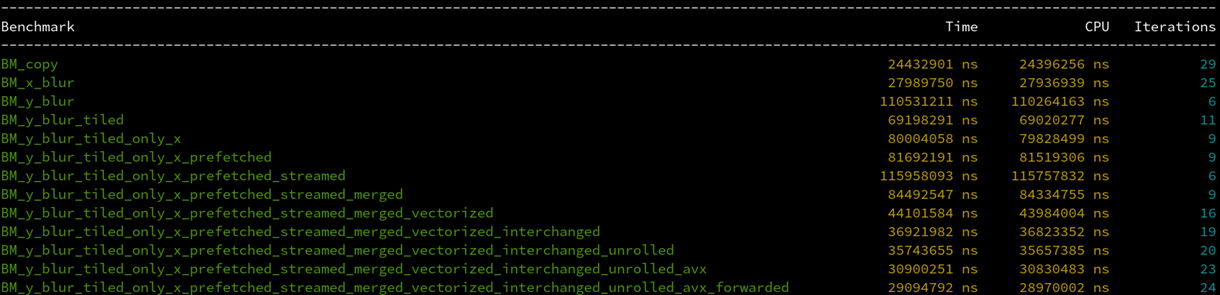 Benchmark Time CPU Iterations
BM_copy 24432901 ns 24396256 ns 29
BM_x_blur 27989750 ns 27936939 ns 25
BM_y_blur 110531211 ns 110264163 ns 6
BM_y_blur_tiled 69198291 ns 69020277 ns 11
BM_y_blur_tiled_only_x 80004058 ns 79828499 ns 9
BM_y_blur_tiled_only_x_prefetched 81692191 ns 81519306 ns 9
BM_y_blur_tiled_only_x_prefetched_streamed 115958093 ns 115757832 ns 6
BM_y_blur_tiled_only_x_prefetched_streamed_merged 84492547 ns 84334755 ns 9
BM_y_blur_tiled_only_x_prefetched_streamed_merged_vectorized 44101584 ns 43984004 ns 16
BM_y_blur_tiled_only_x_prefetched_streamed_merged_vectorized_interchanged 36921982 ns 36823352 ns 19
BM_y_blur_tiled_only_x_prefetched_streamed_merged_vectorized_interchanged_unrolled 35743655 ns 35657385 ns 20
BM_y_blur_tiled_only_x_prefetched_streamed_merged_vectorized_interchanged_unrolled_avx 30900251 ns 30830483 ns 23
BM_y_blur_tiled_only_x_prefetched_streamed_merged_vectorized_interchanged_unrolled_avx_forwarded 29094792 ns 28970002 ns 24